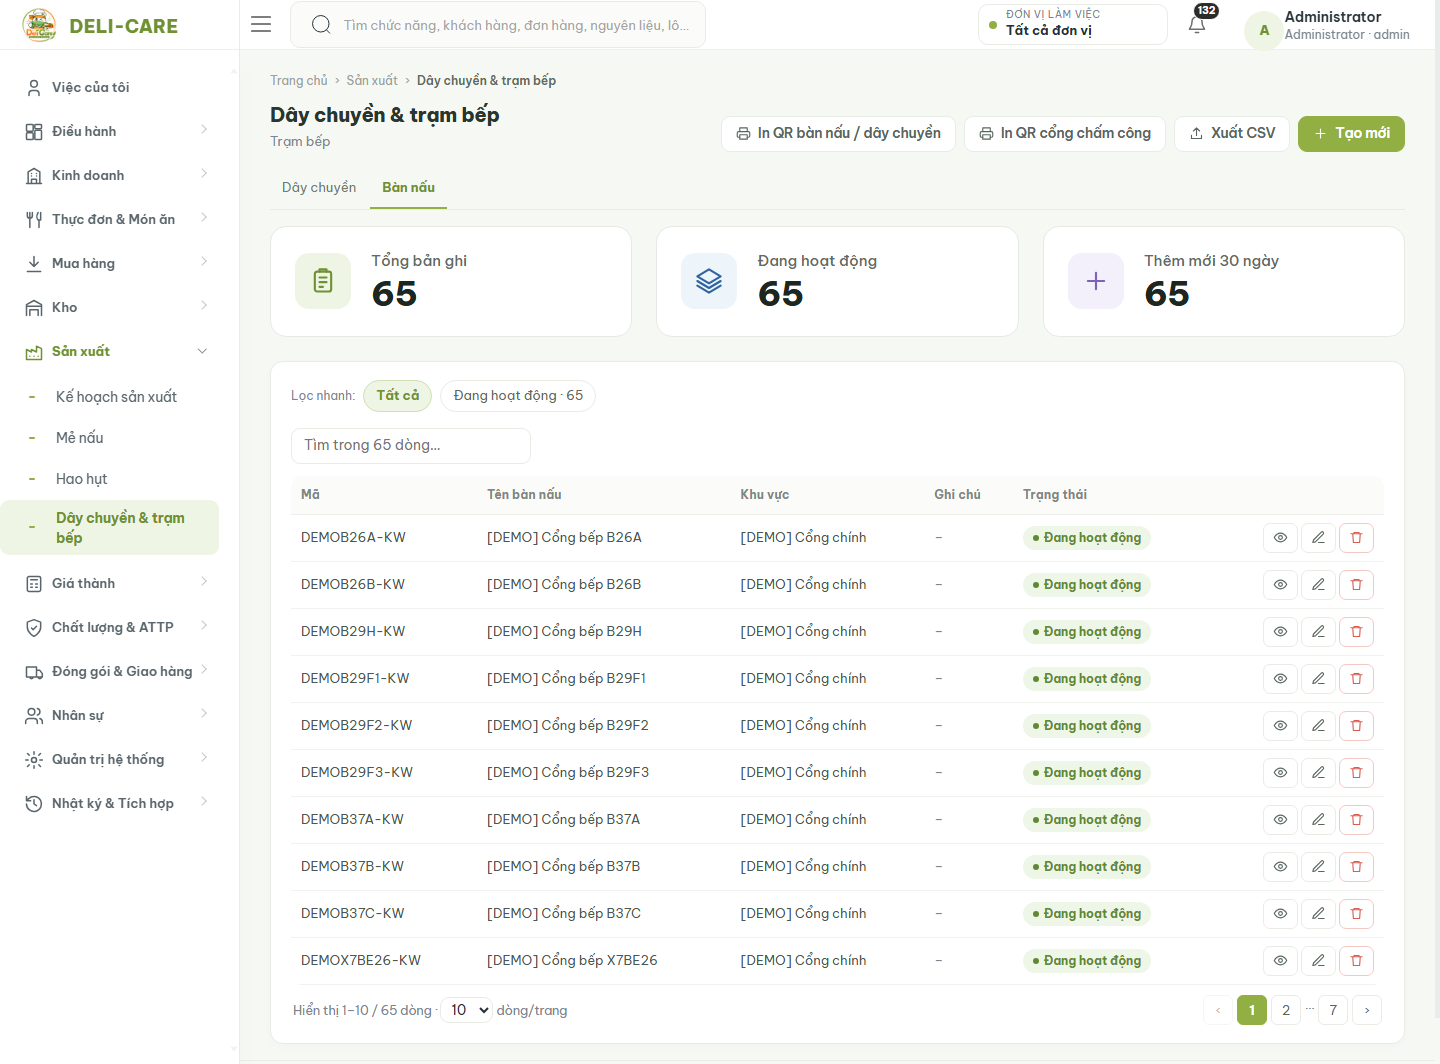 DELI-CARE
Tìm chức năng, khách hàng, đơn hàng, nguyên liệu, lô...
ĐƠN VỊ LÀM VIỆC
Tất cả đơn vị
132
A
Administrator
Administrator · admin
Việc của tôi
Điều hành
Kinh doanh
Thực đơn & Món ăn
Mua hàng
Kho
Sản xuất
Kế hoạch sản xuất
Mẻ nấu
Hao hụt
Dây chuyền & trạm
bếp
Giá thành
Chất lượng & ATTP
Đóng gói & Giao hàng
Nhân sự
Quản trị hệ thống
Nhật ký & Tích hợp
Trang chủ › Sản xuất › Dây chuyền & trạm bếp
Dây chuyền & trạm bếp
Trạm bếp
In QR bàn nấu / dây chuyền
In QR cổng chấm công
Xuất CSV
Tạo mới
Dây chuyền
Bàn nấu
Tổng bản ghi
65
Đang hoạt động
65
Thêm mới 30 ngày
65
Lọc nhanh: Tất cả Đang hoạt động · 65
Tìm trong 65 dòng...
Mã Tên bàn nấu Khu vực Ghi chú Trạng thái
DEMOB26A-KW [DEMO] Cổng bếp B26A [DEMO] Cổng chính – Đang hoạt động
DEMOB26B-KW [DEMO] Cổng bếp B26B [DEMO] Cổng chính – Đang hoạt động
DEMOB29H-KW [DEMO] Cổng bếp B29H [DEMO] Cổng chính – Đang hoạt động
DEMOB29F1-KW [DEMO] Cổng bếp B29F1 [DEMO] Cổng chính – Đang hoạt động
DEMOB29F2-KW [DEMO] Cổng bếp B29F2 [DEMO] Cổng chính – Đang hoạt động
DEMOB29F3-KW [DEMO] Cổng bếp B29F3 [DEMO] Cổng chính – Đang hoạt động
DEMOB37A-KW [DEMO] Cổng bếp B37A [DEMO] Cổng chính – Đang hoạt động
DEMOB37B-KW [DEMO] Cổng bếp B37B [DEMO] Cổng chính – Đang hoạt động
DEMOB37C-KW [DEMO] Cổng bếp B37C [DEMO] Cổng chính – Đang hoạt động
DEMOX7BE26-KW [DEMO] Cổng bếp X7BE26 [DEMO] Cổng chính – Đang hoạt động
Hiển thị 1–10 / 65 dòng · 10 dòng/trang
‹ 1 2 ... 7 ›